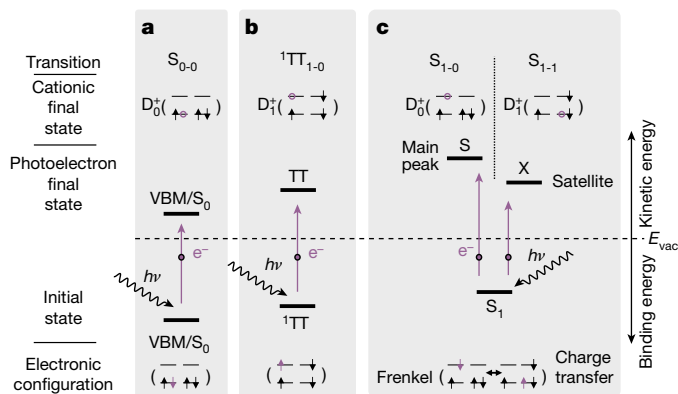 a b c
Transition S0-0 ¹TT1-0 S1-0 S1-1
Cationic
final
state
D0+( ) D1+( ) D0+( ) D1+( )
Photoelectron
final
state
Main
peak
S
X
Satellite
TT
VBM/S0
Kinetic energy
Evac
e− e− e−
hν hν hν
Binding energy
Initial
state
VBM/S0
¹TT
S1
Electronic
configuration
( ) ( ) Frenkel ( ) Charge
transfer